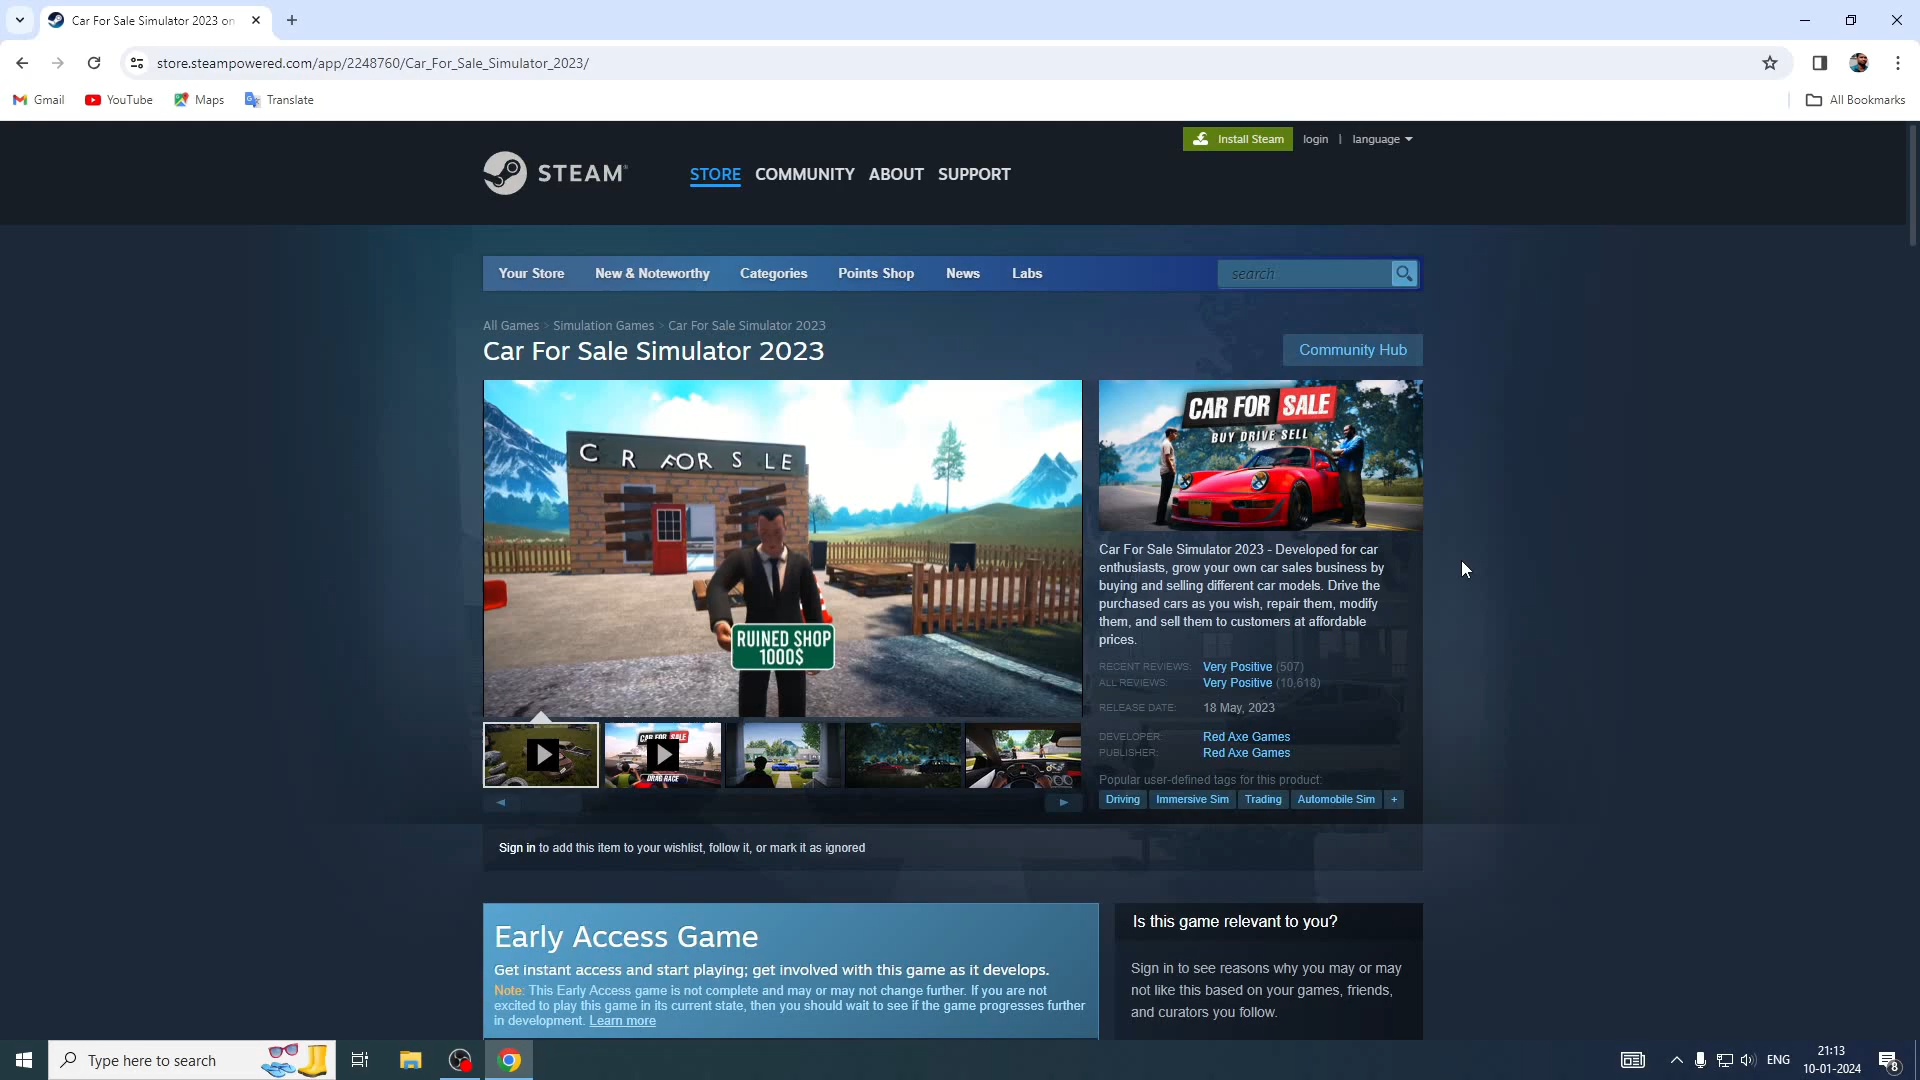 Car For Sale Simulator 2023 on
store.steampowered.com/app/2248760/Car_For_Sale_Simulator_2023/
Gmail YouTube Maps Translate All Bookmarks
Install Steam login | language
STEAM®
STORE COMMUNITY ABOUT SUPPORT
Your Store New & Noteworthy Categories Points Shop News Labs search
All Games > Simulation Games > Car For Sale Simulator 2023
Car For Sale Simulator 2023
Community Hub
C R FOR S LE
RUINED SHOP
1000$
CAR FOR SALE
BUY DRIVE SELL
Car For Sale Simulator 2023 - Developed for car
enthusiasts, grow your own car sales business by
buying and selling different car models. Drive the
purchased cars as you wish, repair them, modify
them, and sell them to customers at affordable
prices.
RECENT REVIEWS: Very Positive (507)
ALL REVIEWS: Very Positive (10,618)
RELEASE DATE: 18 May, 2023
DEVELOPER: Red Axe Games
PUBLISHER: Red Axe Games
Popular user-defined tags for this product:
Driving Immersive Sim Trading Automobile Sim +
CAR FOR SALE
DRAG RACE
Sign in to add this item to your wishlist, follow it, or mark it as ignored
Early Access Game
Get instant access and start playing; get involved with this game as it develops.
Note: This Early Access game is not complete and may or may not change further. If you are not
excited to play this game in its current state, then you should wait to see if the game progresses further
in development. Learn more
Is this game relevant to you?
Sign in to see reasons why you may or may
not like this based on your games, friends,
and curators you follow.
Type here to search
ENG
21:13
10-01-2024
8